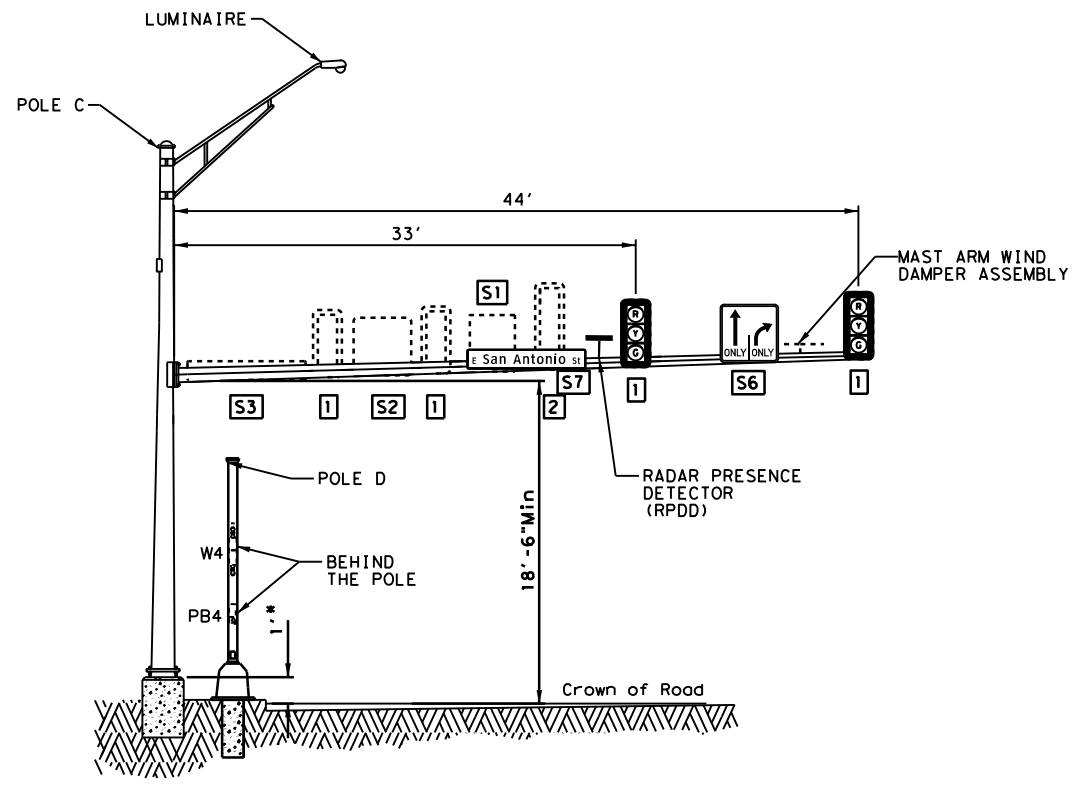 LUMINAIRE
POLE C
44'
33'
MAST ARM WIND
DAMPER ASSEMBLY
S1
R
Y
G
R
Y
G
ONLY
ONLY
E San Antonio St
S7
S6
1
1
S3
1
S2
1
2
POLE D
RADAR PRESENCE
DETECTOR
(RPDD)
18'-6"Min
W4
BEHIND
THE POLE
PB4
1'*
Crown of Road